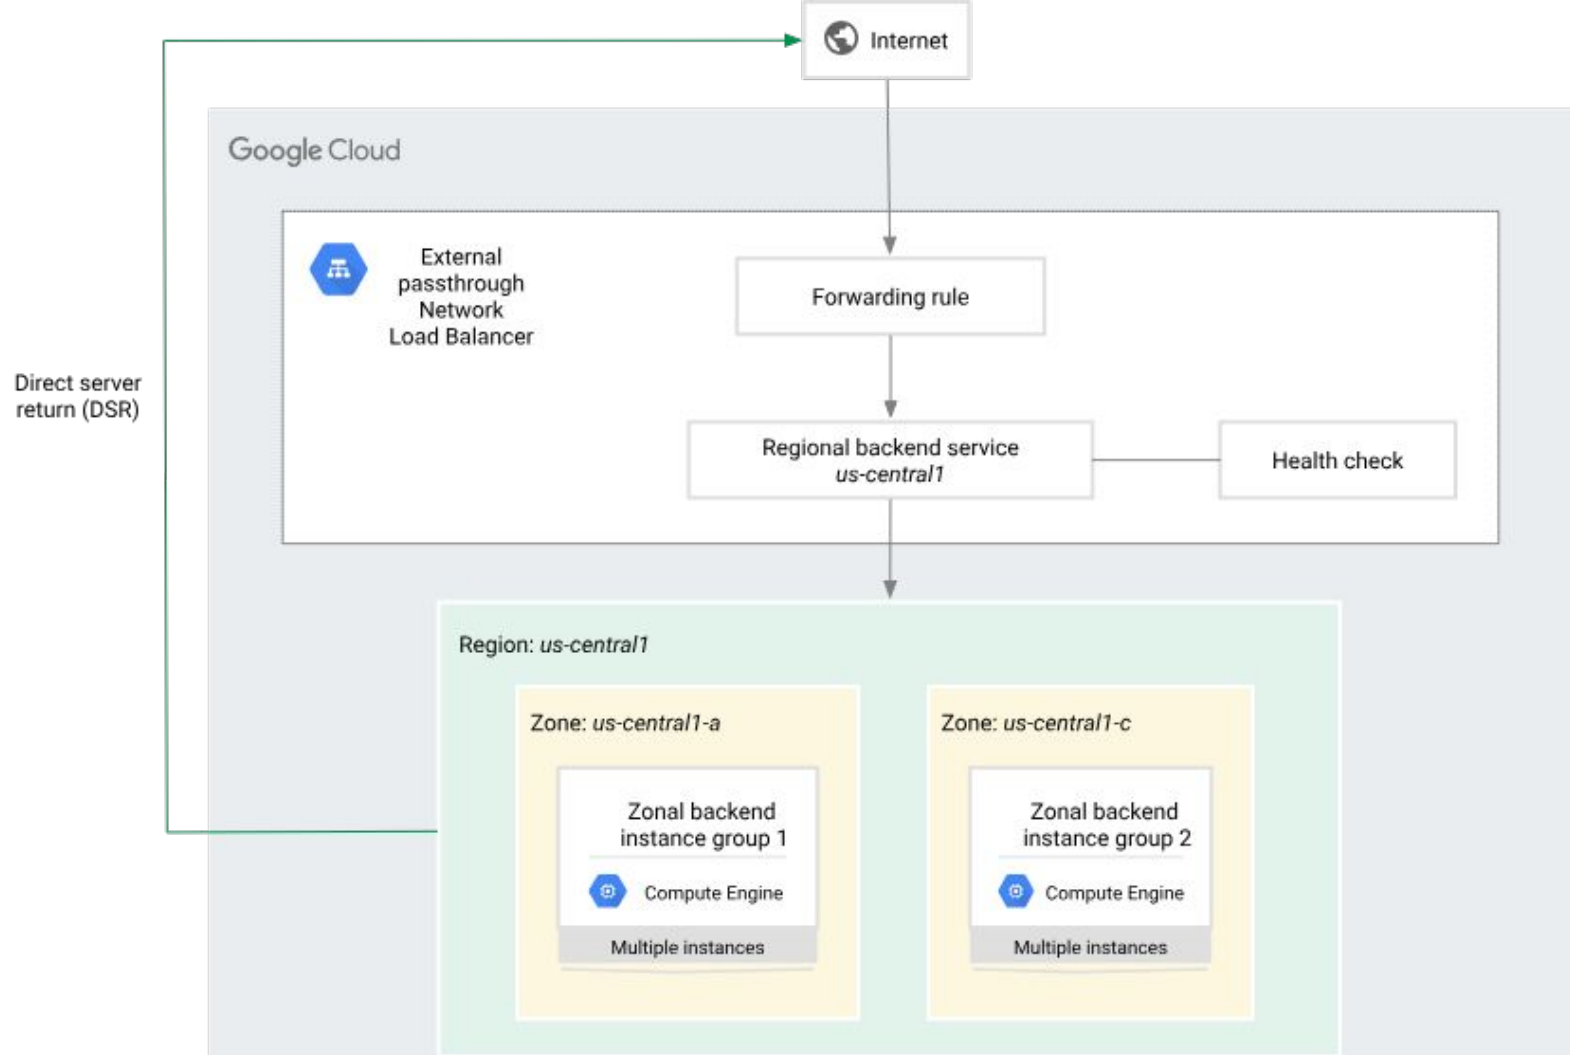 Internet
Google Cloud
External
passthrough
Network
Load Balancer
Forwarding rule
Direct server
return (DSR)
Regional backend service
us-central1
Health check
Region: us-central1
Zone: us-central1-a
Zonal backend
instance group 1
Compute Engine
Multiple instances
Zone: us-central1-c
Zonal backend
instance group 2
Compute Engine
Multiple instances